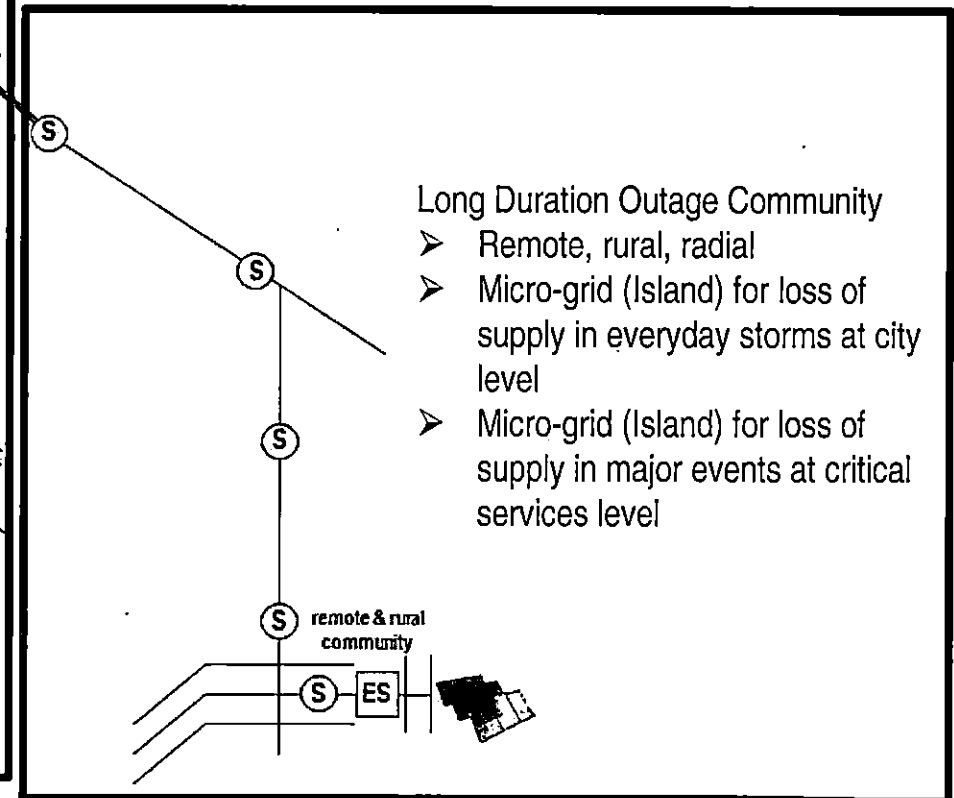 S
S
Long Duration Outage Community
➢ Remote, rural, radial
➢ Micro-grid (Island) for loss of
supply in everyday storms at city
level
➢ Micro-grid (Island) for loss of
supply in major events at critical
services level
S
S
remote & rural
community
S
ES